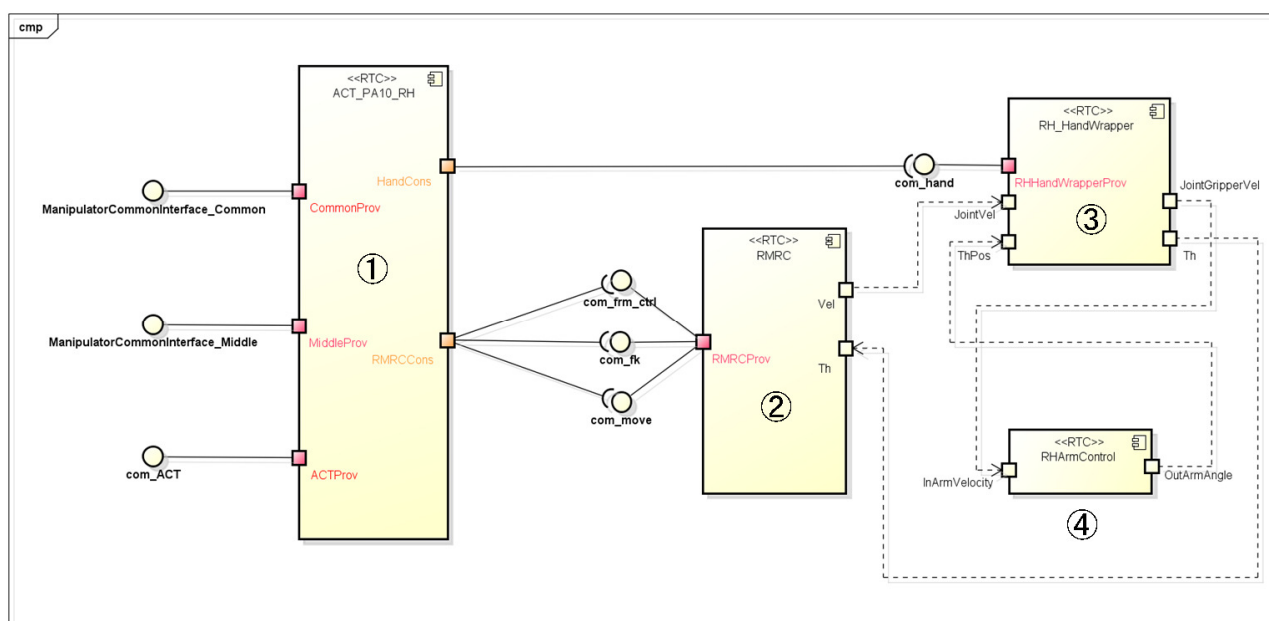 cmp
<<RTC>>
ACT_PA10_RH
ManipulatorCommonInterface_Common
CommonProv
HandCons
①
ManipulatorCommonInterface_Middle
MiddleProv
RMRCCons
com_ACT
ACTProv
com_frm_ctrl
com_fk
com_move
<<RTC>>
RMRC
Vel
Th
RMRCProv
②
com_hand
<<RTC>>
RH_HandWrapper
RHHandWrapperProv
JointGripperVel
JointVel
③
ThPos
Th
<<RTC>>
RHArmControl
InArmVelocity
OutArmAngle
④